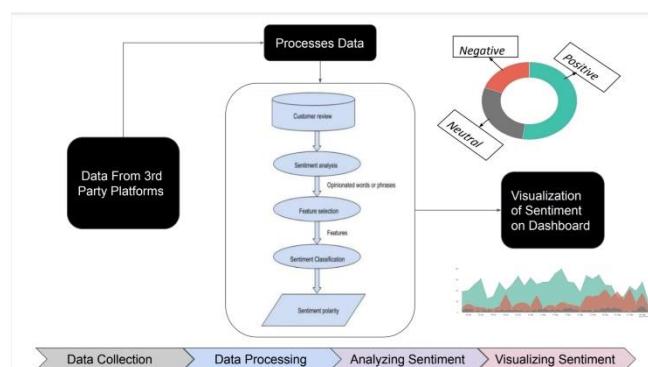 Processes Data
Negative
Positive
Neutral
Customer review
Sentiment analysis
Opinionated words or phrases
Feature selection
Features
Sentiment Classification
Sentiment polarity
Data From 3rd
Party Platforms
Visualization
of Sentiment
on Dashboard
Data Collection
Data Processing
Analyzing Sentiment
Visualizing Sentiment